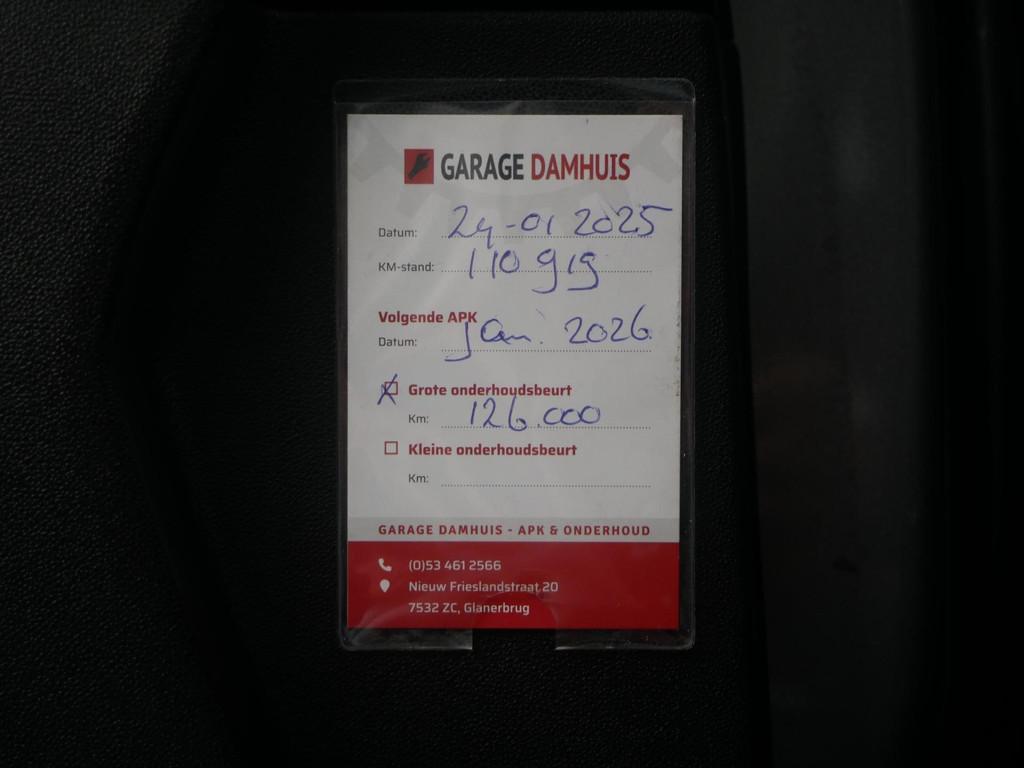 GARAGE DAMHUIS
Datum: 24-01 2025
KM-stand: 110 919
Volgende APK
Datum: Jan. 2026
Grote onderhoudsbeurt
Km: 126.000
Kleine onderhoudsbeurt
Km:
GARAGE DAMHUIS - APK & ONDERHOUD
(0)53 461 2566
Nieuw Frieslandstraat 20
7532 ZC, Glanerbrug